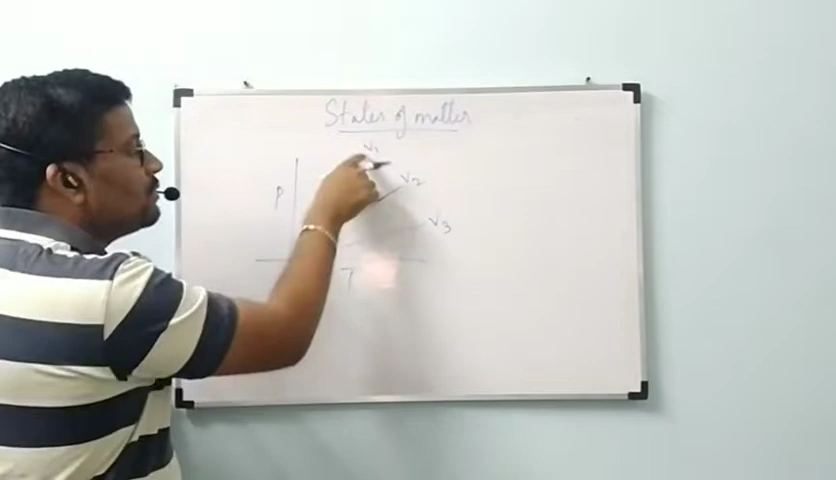 States of matter
V₁
P
V₂
V₃
T